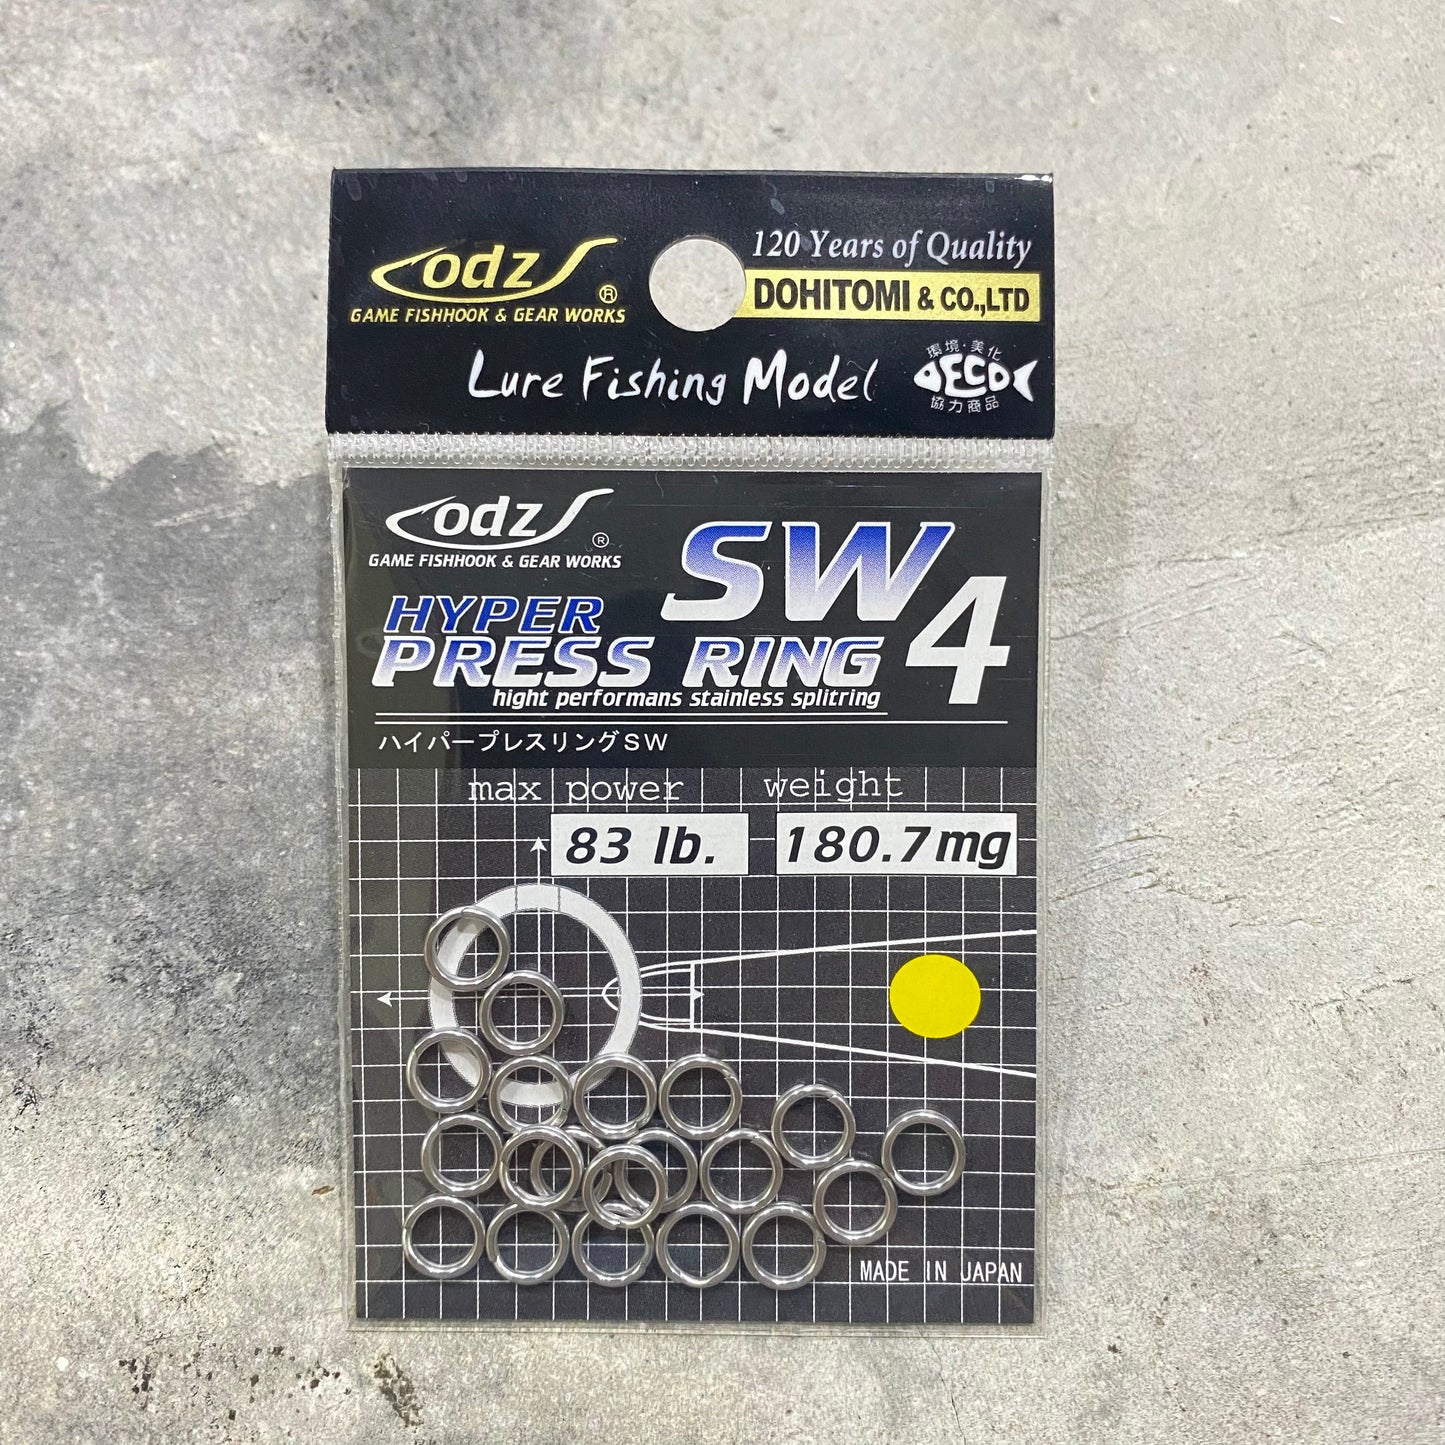 odz
®
GAME FISHHOOK & GEAR WORKS
120 Years of Quality
DOHITOMI & CO.,LTD
Lure Fishing Model
環境・美化
ECO
協力商品
odz
®
GAME FISHHOOK & GEAR WORKS
SW
4
HYPER
PRESS RING
hight performans stainless splitring
ハイパープレスリングSW
max power
weight
83 lb.
180.7mg
MADE IN JAPAN